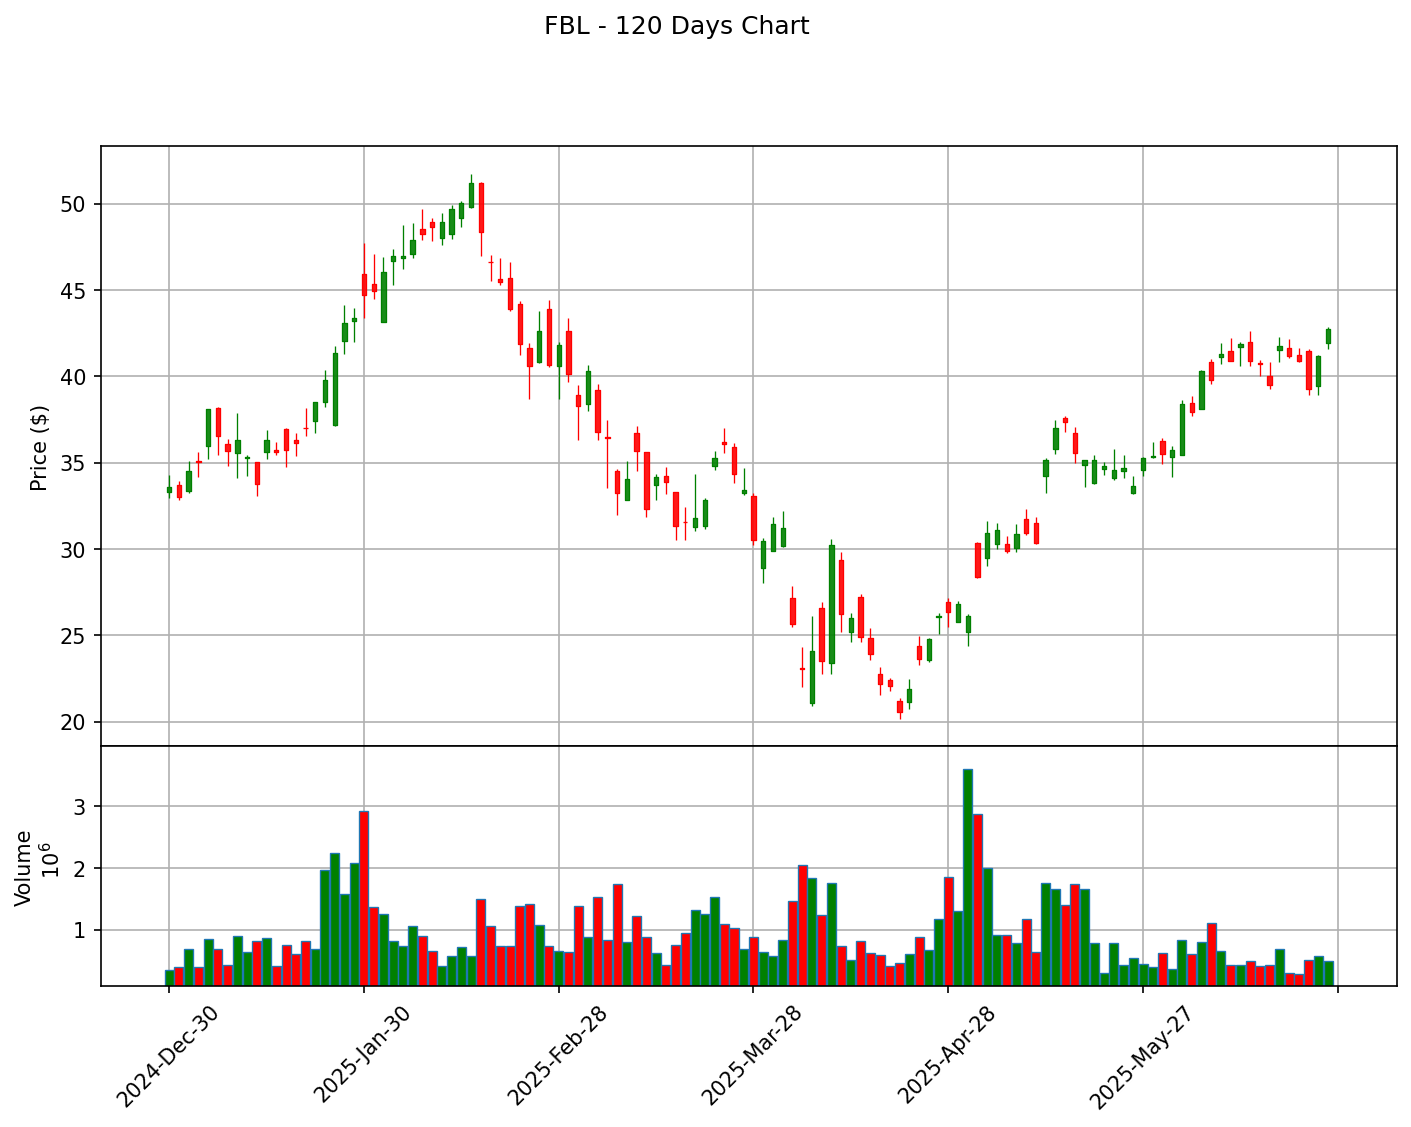 FBL - 120 Days Chart
Price ($)
50
45
40
35
30
25
20
Volume
10^6
3
2
1
2024-Dec-30
2025-Jan-30
2025-Feb-28
2025-Mar-28
2025-Apr-28
2025-May-27